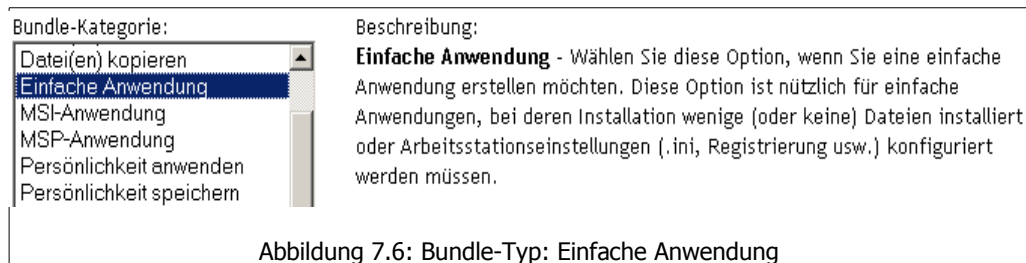 Bundle-Kategorie:
Datei(en) kopieren
Einfache Anwendung
MSI-Anwendung
MSP-Anwendung
Persönlichkeit anwenden
Persönlichkeit speichern
Beschreibung:
Einfache Anwendung - Wählen Sie diese Option, wenn Sie eine einfache
Anwendung erstellen möchten. Diese Option ist nützlich für einfache
Anwendungen, bei deren Installation wenige (oder keine) Dateien installiert
oder Arbeitsstationseinstellungen (.ini, Registrierung usw.) konfiguriert
werden müssen.
Abbildung 7.6: Bundle-Typ: Einfache Anwendung